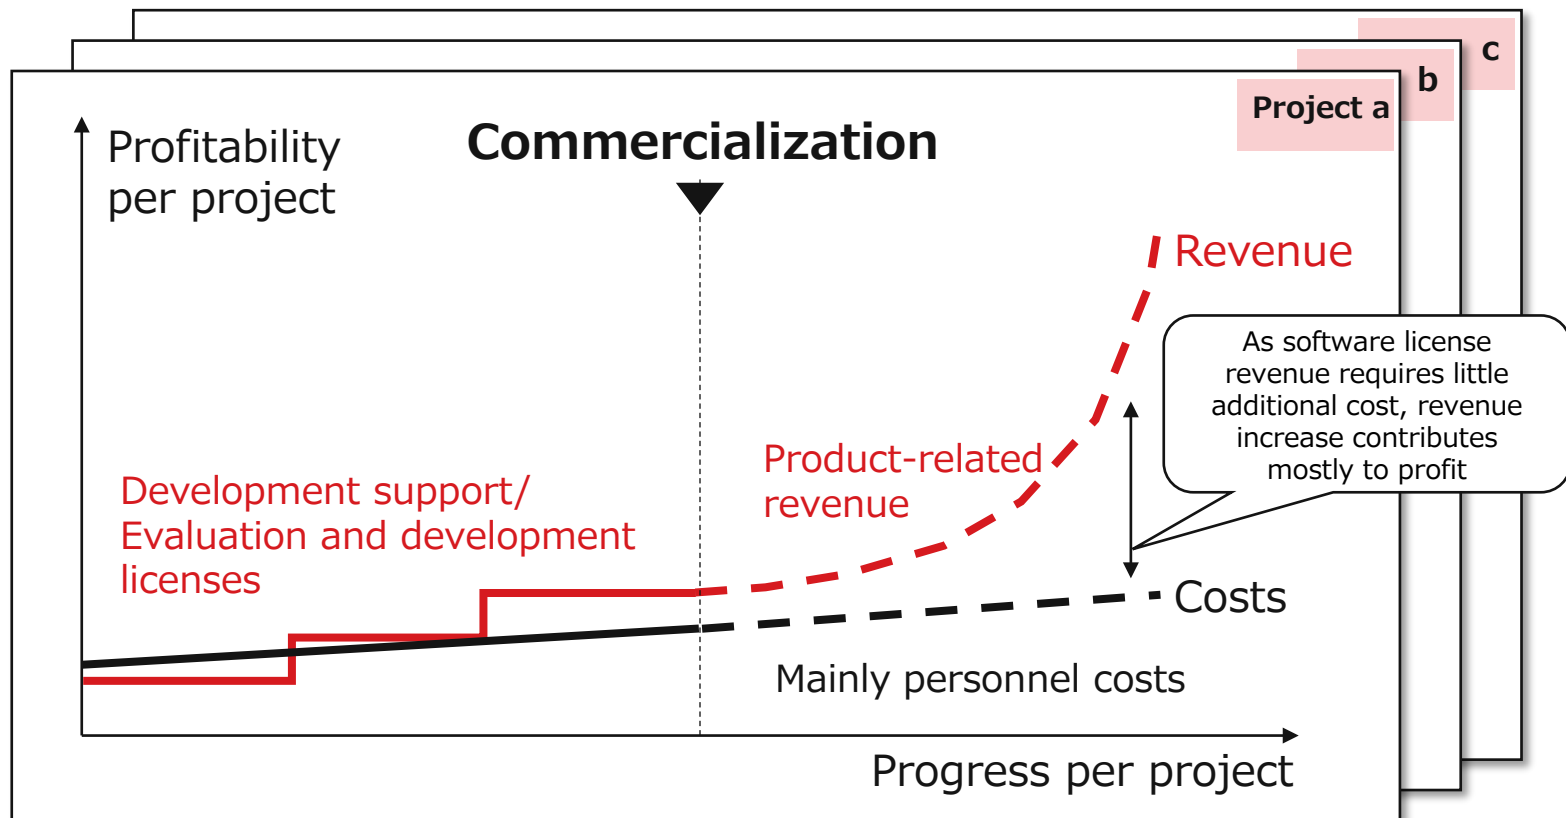 c
b
Project a
Profitability
per project
Commercialization
Revenue
As software license
revenue requires little
additional cost, revenue
increase contributes
mostly to profit
Product-related
revenue
Development support/
Evaluation and development
licenses
Costs
Mainly personnel costs
Progress per project